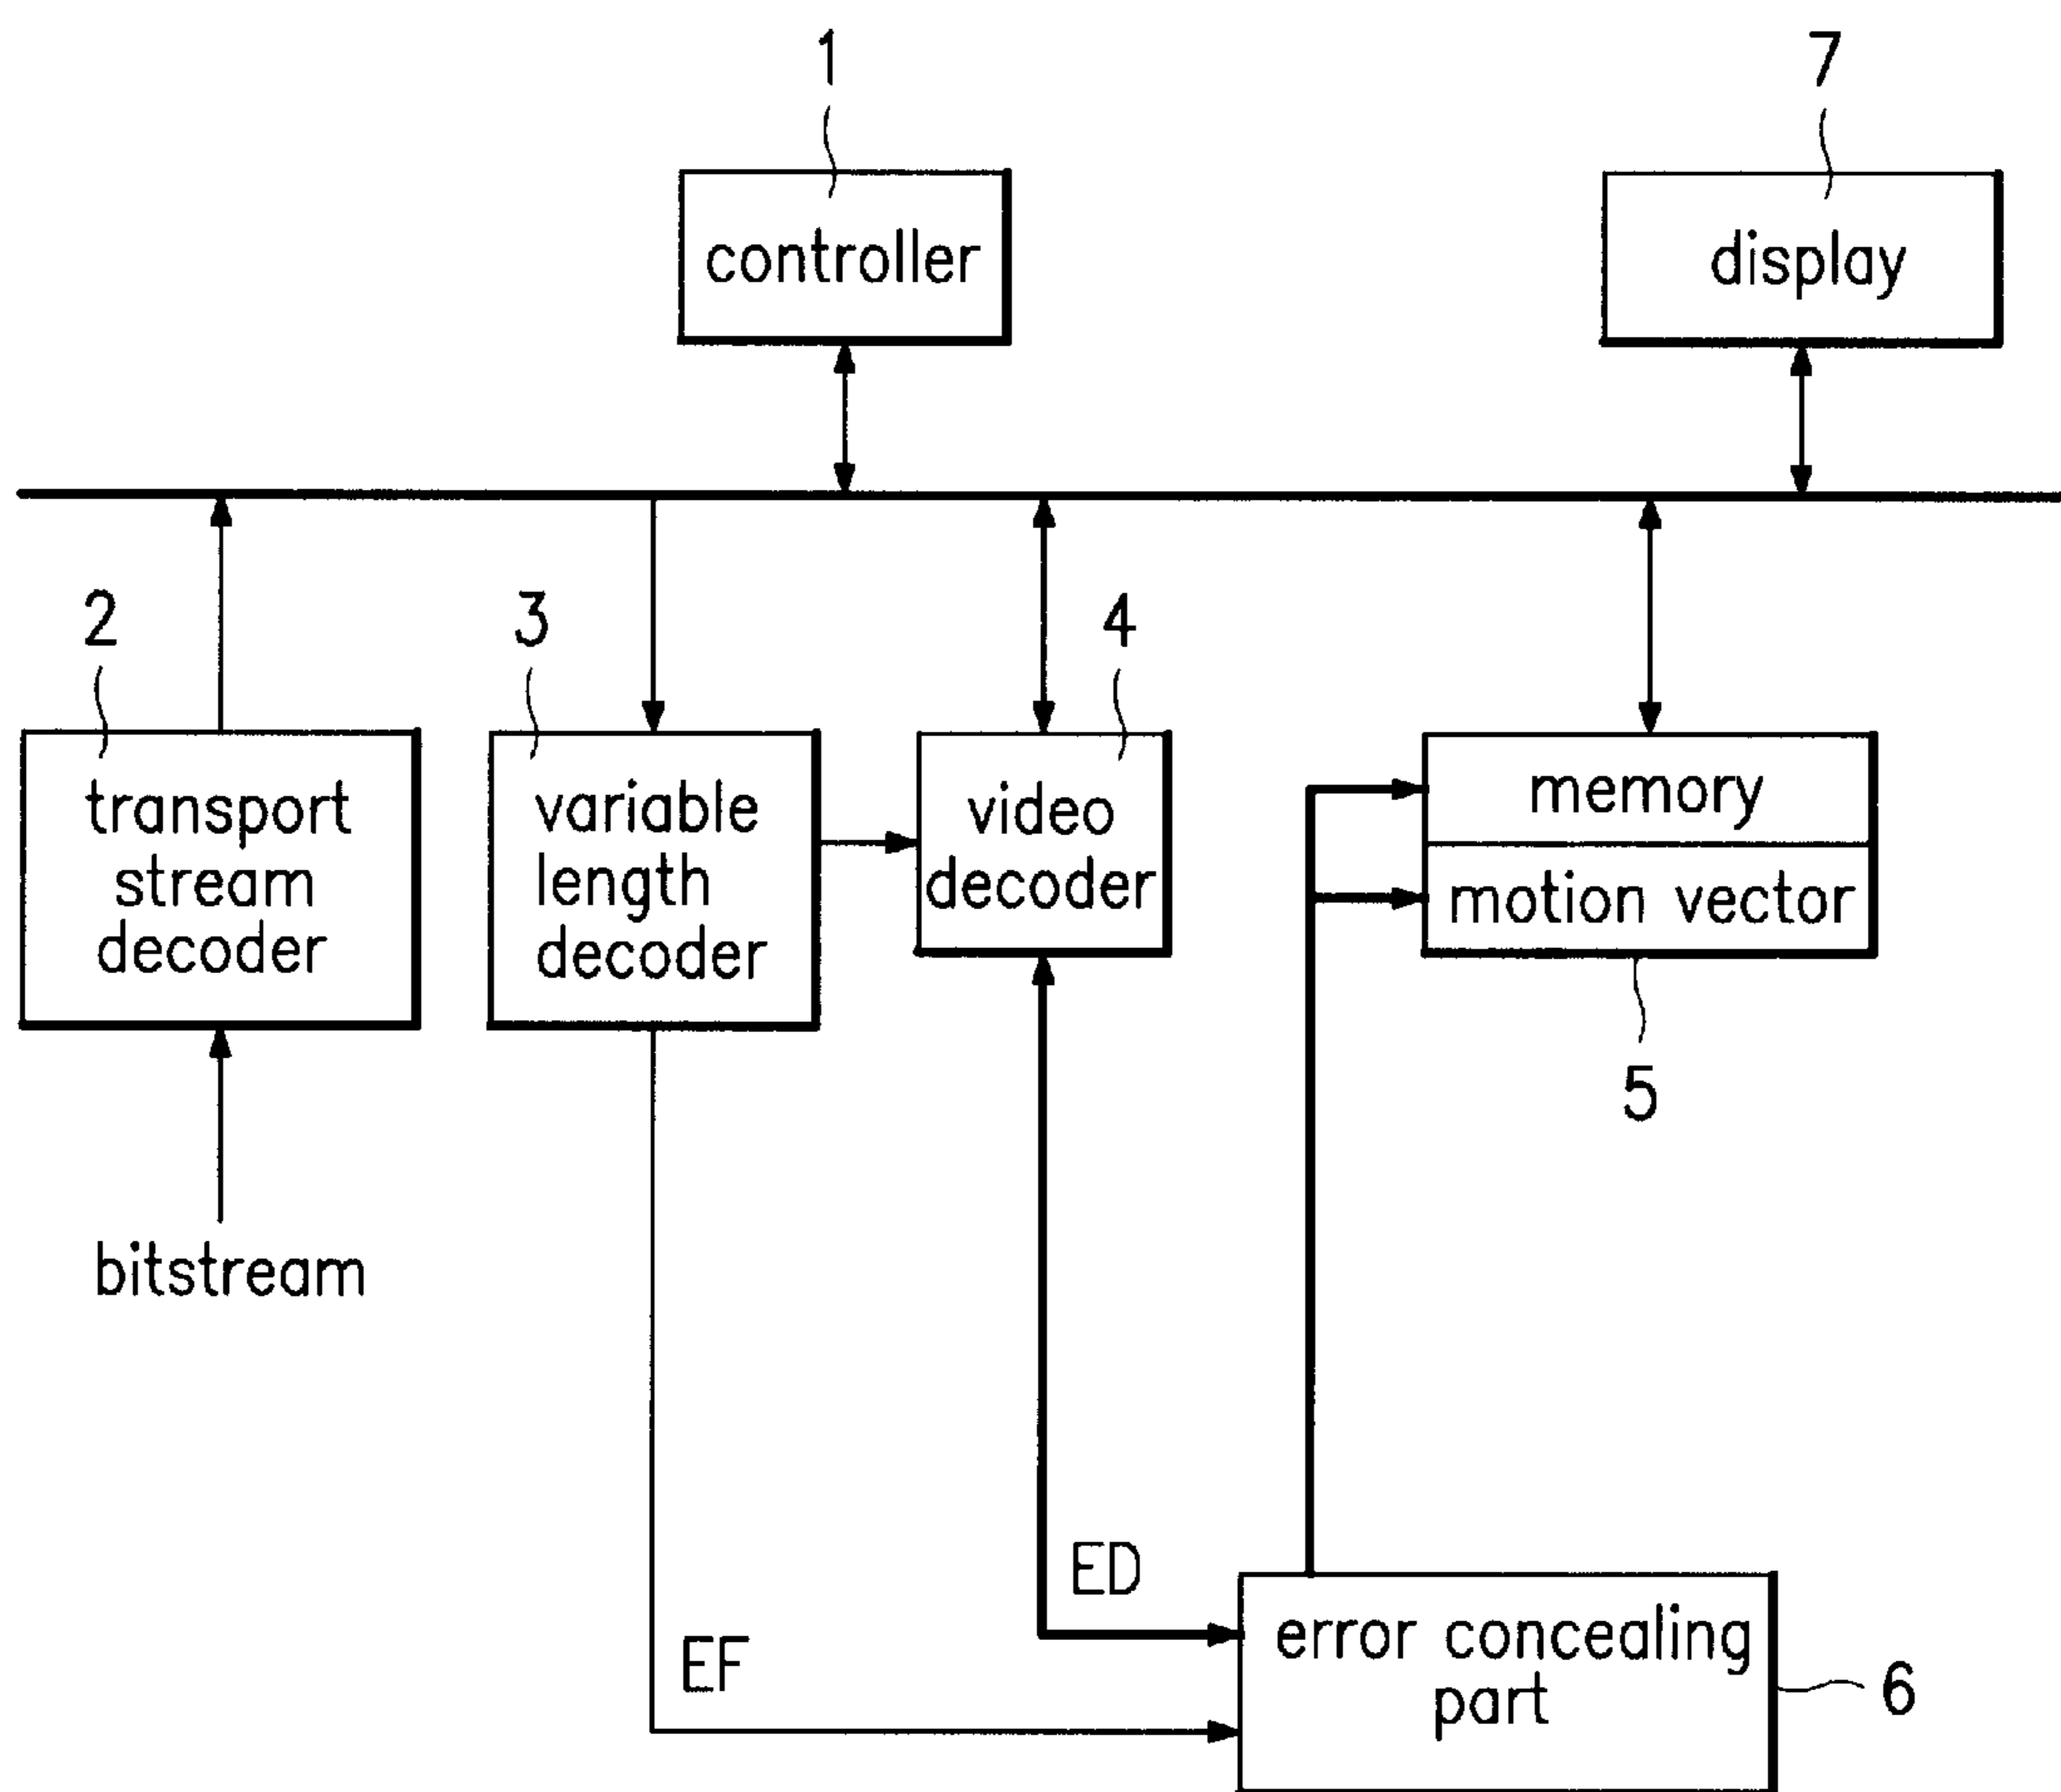 1
7
controller
display
2
3
4
transport
stream
decoder
variable
length
decoder
video
decoder
memory
motion vector
5
bitstream
ED
EF
error concealing
part
6